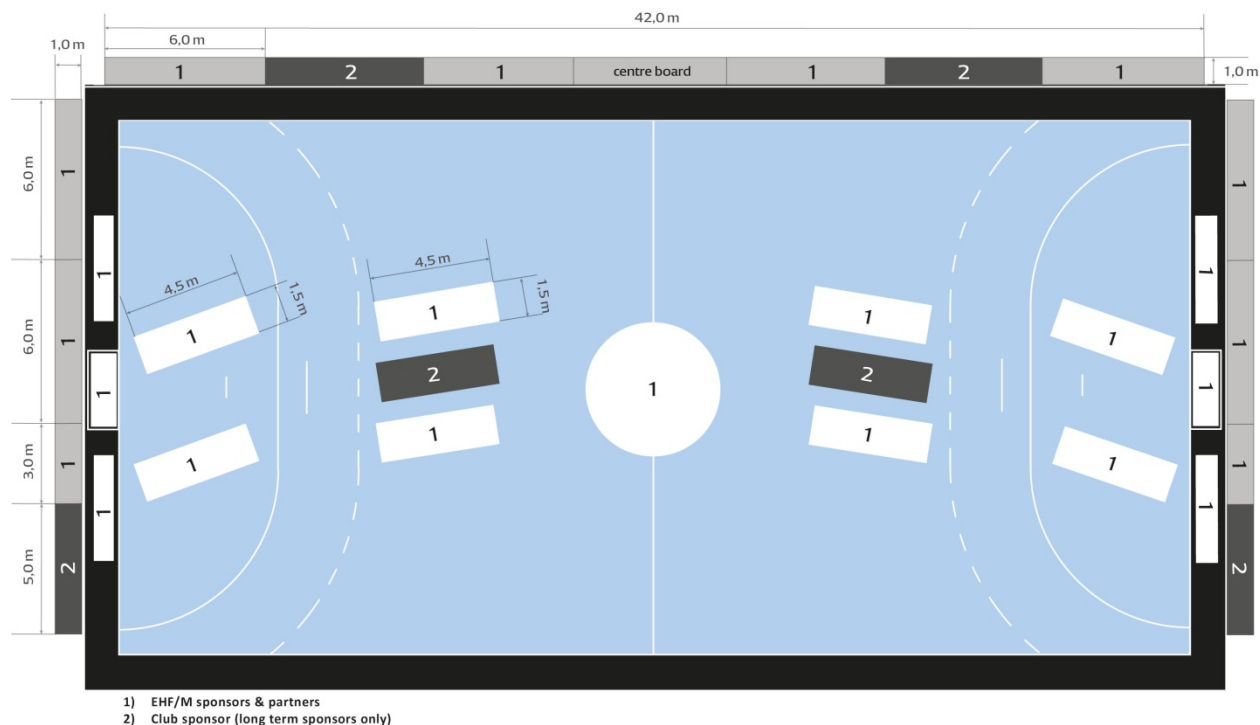 42,0 m
1,0 m
6,0 m
1 2 1 centre board 1 2 1
1,0 m
6,0 m
1
1
6,0 m
1
1
3,0 m
1
1
5,0 m
2
2
1
1
1
1
1
1
4,5 m
1,5 m
1
1
1
1
4,5 m
1,5 m
1
2
1
1
1
2
1
1) EHF/M sponsors & partners
2) Club sponsor (long term sponsors only)